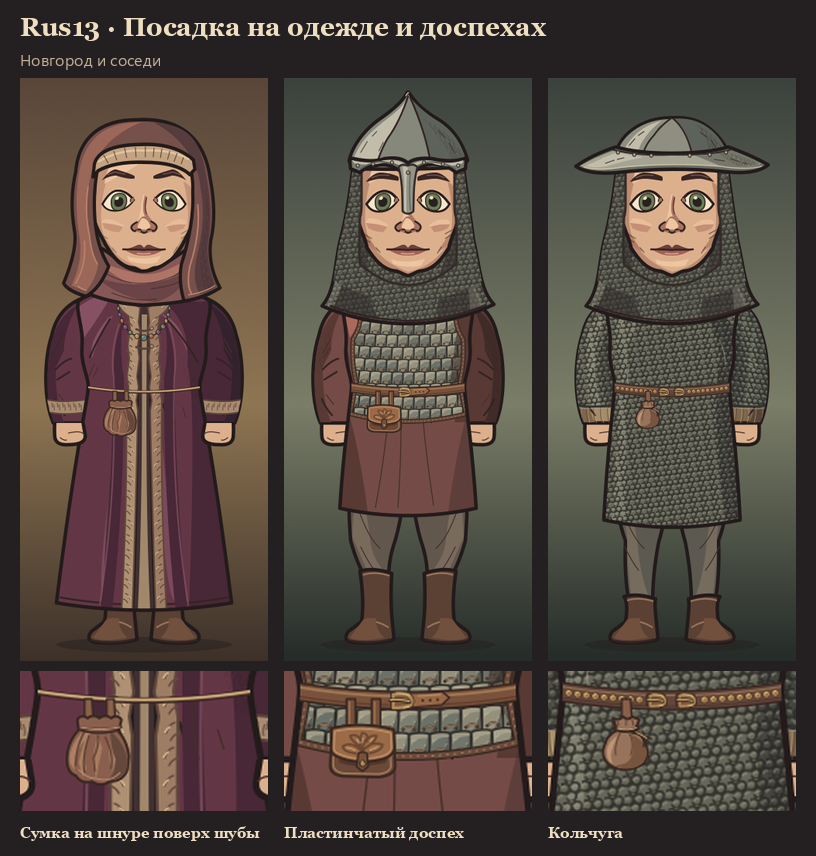 Rus13 · Посадка на одежде и доспехах
Новгород и соседи
Сумка на шнуре поверх шубы
Пластинчатый доспех
Кольчуга